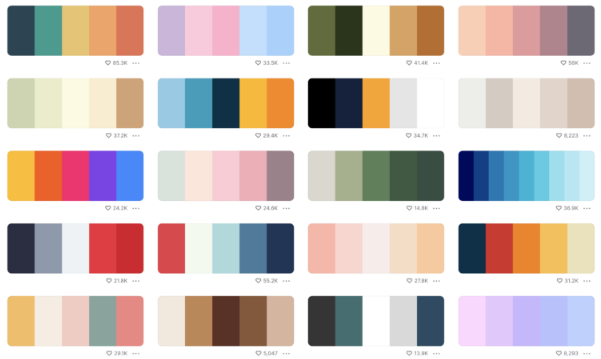 65.3K ...
33.5K ...
41.4K ...
56K ...
37.2K ...
29.4K ...
34.7K ...
8,223 ...
24.2K ...
24.6K ...
14.8K ...
36.9K ...
21.8K ...
55.2K ...
27.8K ...
31.2K ...
29.1K ...
5,047 ...
13.9K ...
8,293 ...